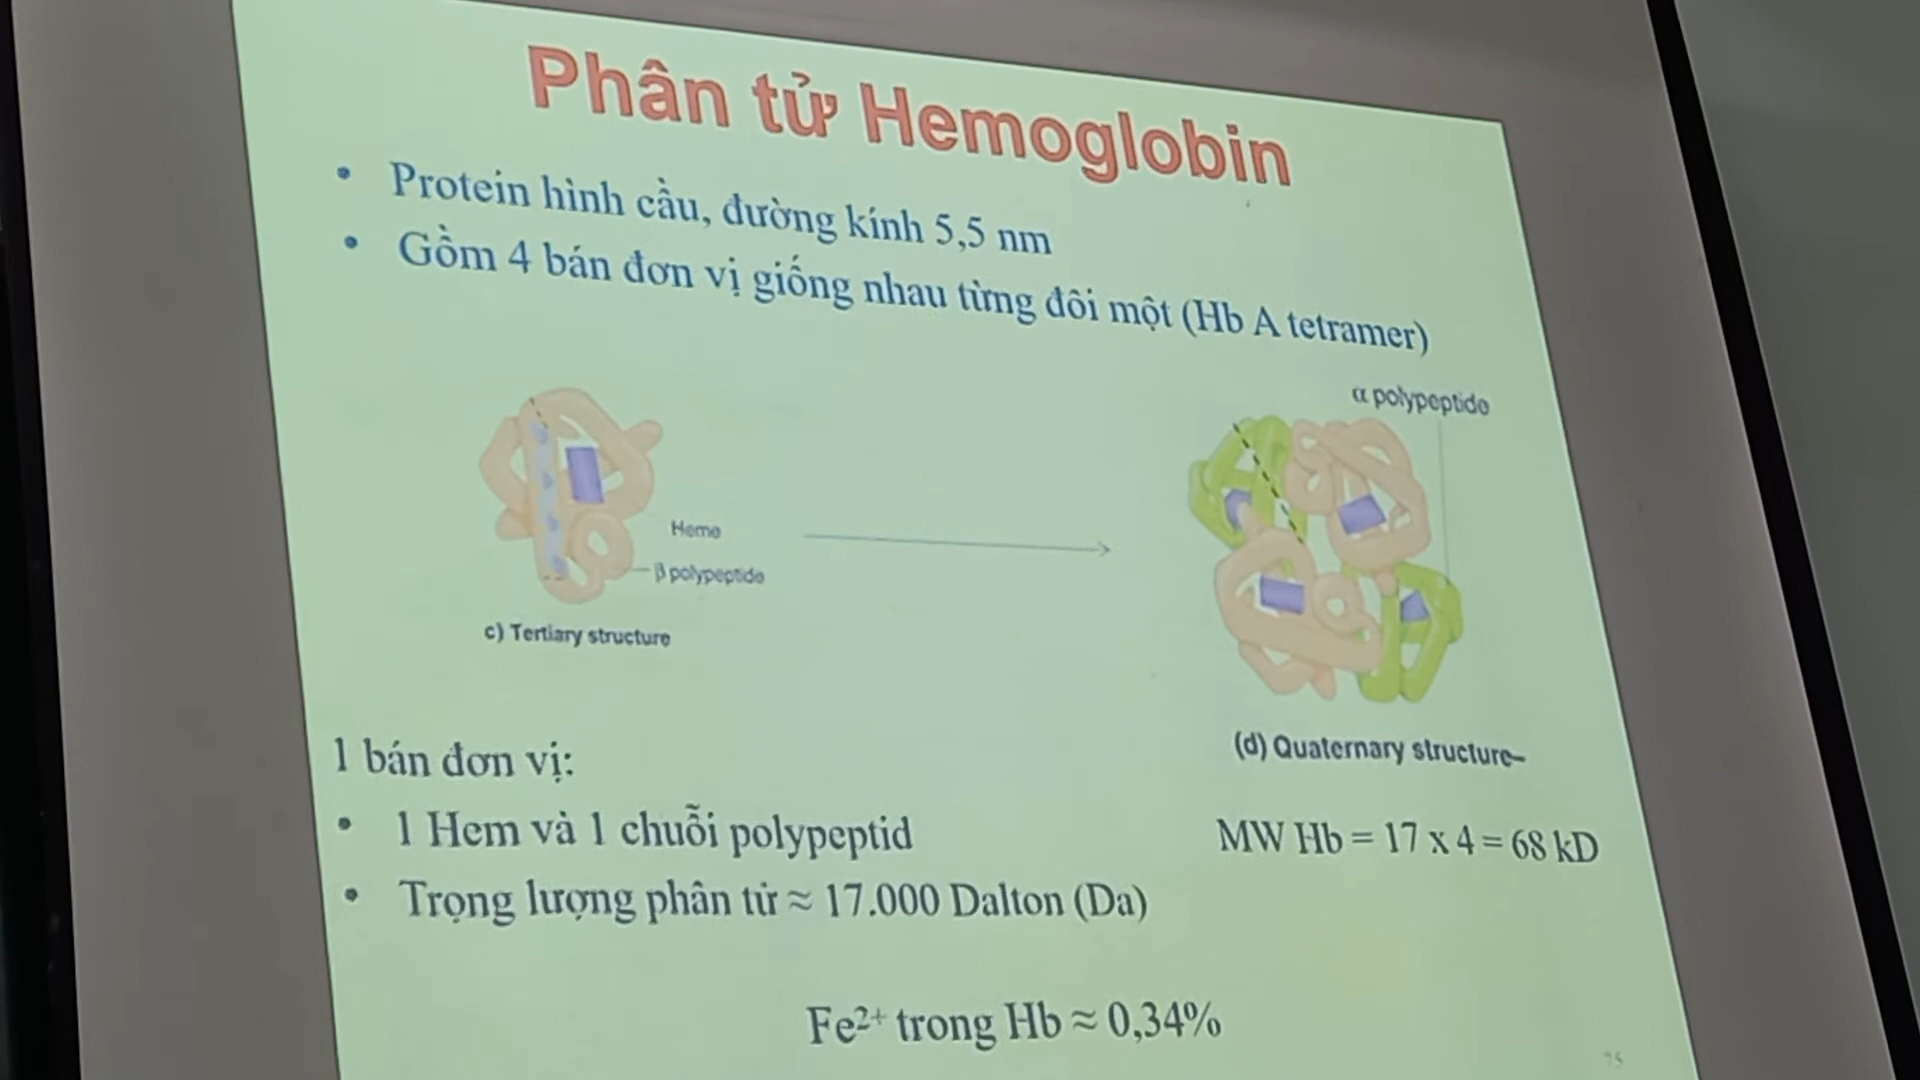 Phân tử Hemoglobin
• Protein hình cầu, đường kính 5,5 nm
• Gồm 4 bán đơn vị giống nhau từng đôi một (Hb A tetramer)
α polypeptide
Heme
β polypeptide
c) Tertiary structure
(d) Quaternary structure–
1 bán đơn vị:
• 1 Hem và 1 chuỗi polypeptid
MW Hb = 17 x 4 = 68 kD
• Trọng lượng phân tử ≈ 17.000 Dalton (Da)
Fe²⁺ trong Hb ≈ 0,34%
75